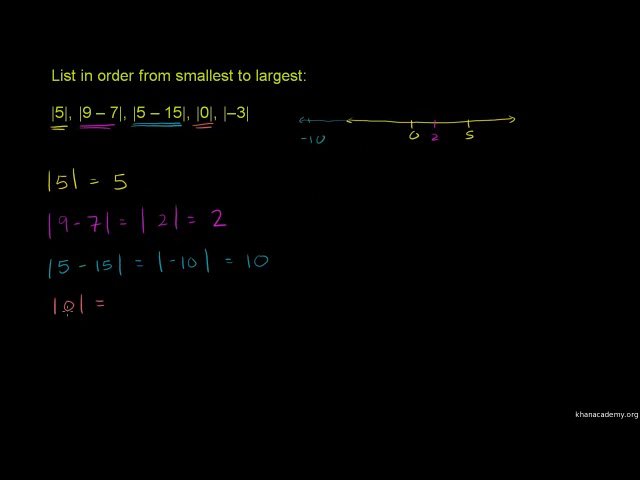 List in order from smallest to largest:
|5|, |9 – 7|, |5 – 15|, |0|, |–3|
-10 0 2 5
|5| = 5
|9 - 7| = |2| = 2
|5 - 15| = |-10| = 10
|0| =
khanacademy.org